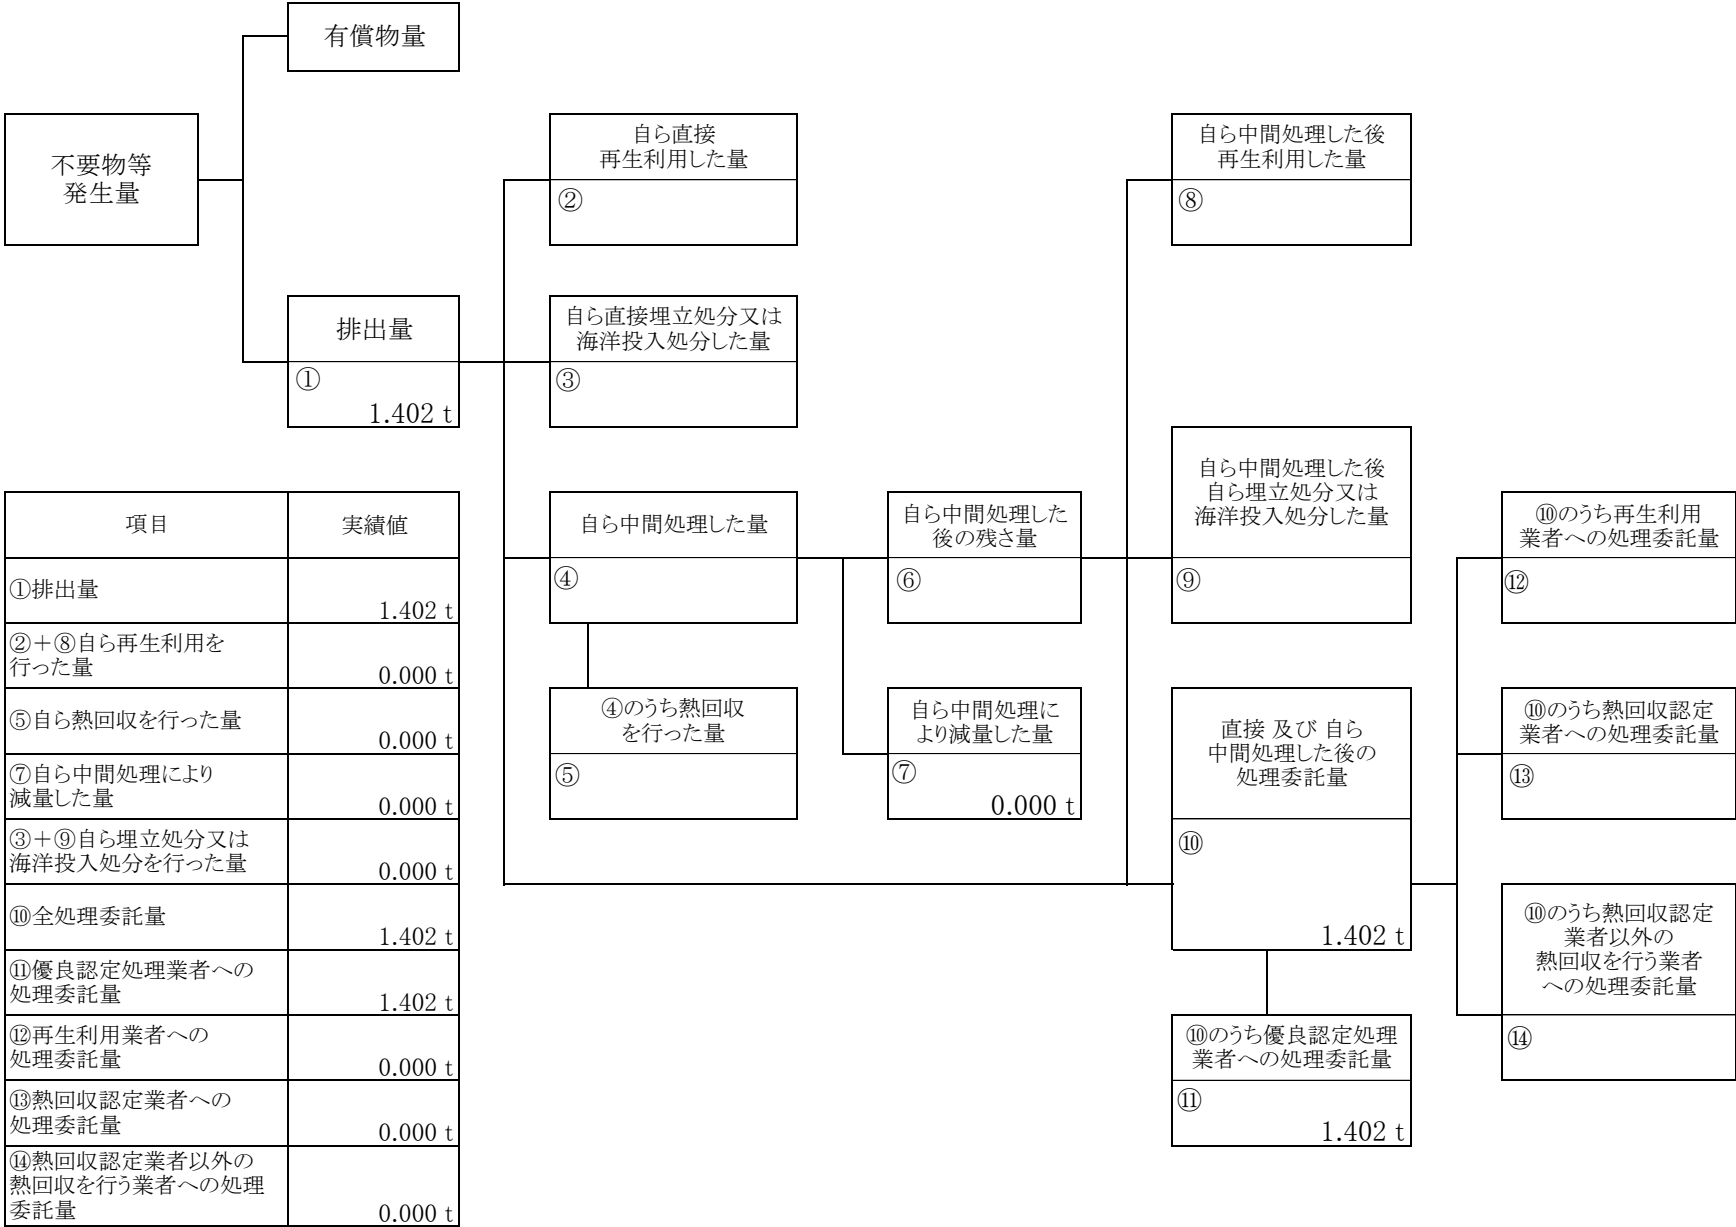 有償物量
不要物等
発生量
自ら直接
再生利用した量
②
自ら中間処理した後
再生利用した量
⑧
排出量
①
1.402 t
自ら直接埋立処分又は
海洋投入処分した量
③
自ら中間処理した量
④
自ら中間処理した
後の残さ量
⑥
自ら中間処理した後
自ら埋立処分又は
海洋投入処分した量
⑨
⑩のうち再生利用
業者への処理委託量
⑫
④のうち熱回収
を行った量
⑤
自ら中間処理に
より減量した量
⑦
0.000 t
直接 及び 自ら
中間処理した後の
処理委託量
⑩
1.402 t
⑩のうち熱回収認定
業者への処理委託量
⑬
⑩のうち熱回収認定
業者以外の
熱回収を行う業者
への処理委託量
⑭
⑩のうち優良認定処理
業者への処理委託量
⑪
1.402 t
項目 実績値
①排出量
1.402 t
②＋⑧自ら再生利用を
行った量
0.000 t
⑤自ら熱回収を行った量
0.000 t
⑦自ら中間処理により
減量した量
0.000 t
③＋⑨自ら埋立処分又は
海洋投入処分を行った量
0.000 t
⑩全処理委託量
1.402 t
⑪優良認定処理業者への
処理委託量
1.402 t
⑫再生利用業者への
処理委託量
0.000 t
⑬熱回収認定業者への
処理委託量
0.000 t
⑭熱回収認定業者以外の
熱回収を行う業者への処理
委託量
0.000 t